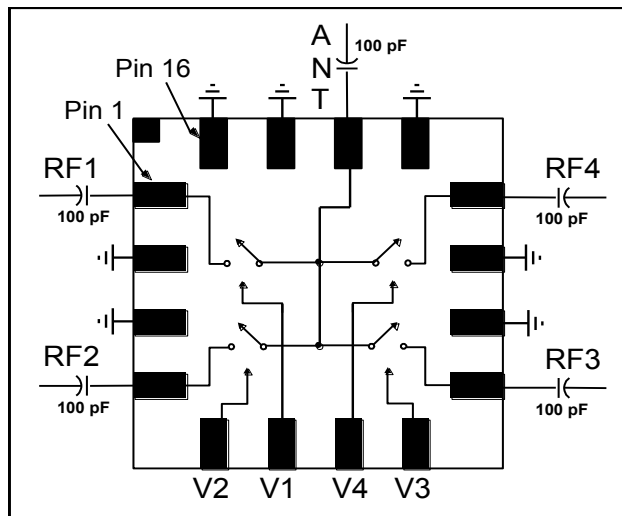 A
N
T
100 pF
Pin 16
Pin 1
RF1
100 pF
RF4
100 pF
RF2
100 pF
RF3
100 pF
V2 V1 V4 V3